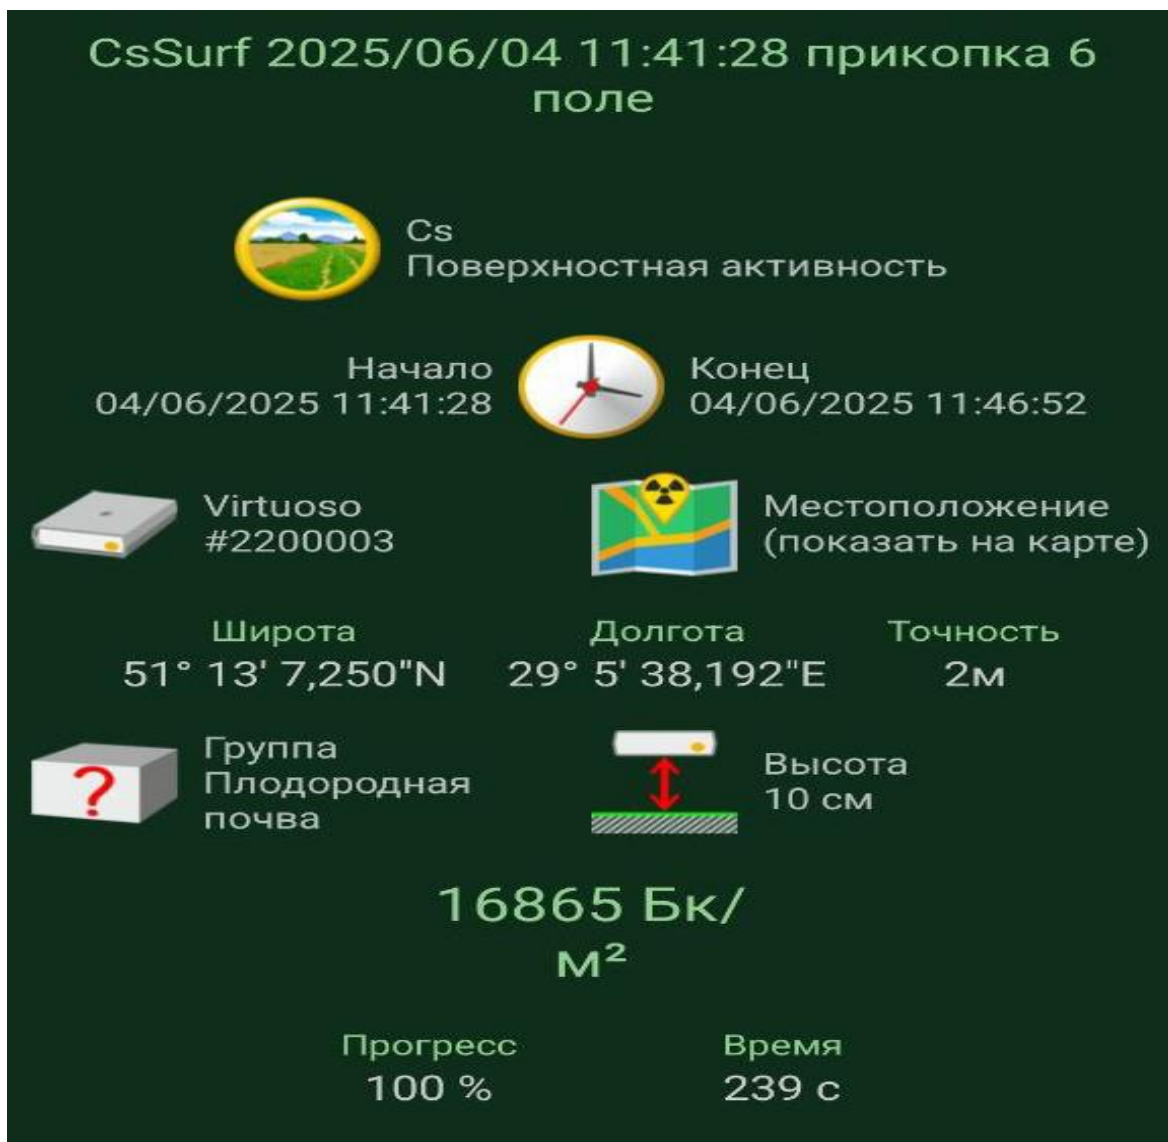 CsSurf 2025/06/04 11:41:28 прикопка 6
поле
Cs
Поверхностная активность
Начало
04/06/2025 11:41:28
Конец
04/06/2025 11:46:52
Virtuoso
#2200003
Местоположение
(показать на карте)
Широта
51° 13' 7,250"N
Долгота
29° 5' 38,192"E
Точность
2м
Группа
Плодородная
почва
?
Высота
10 см
16865 Бк/
м²
Прогресс
100 %
Время
239 с